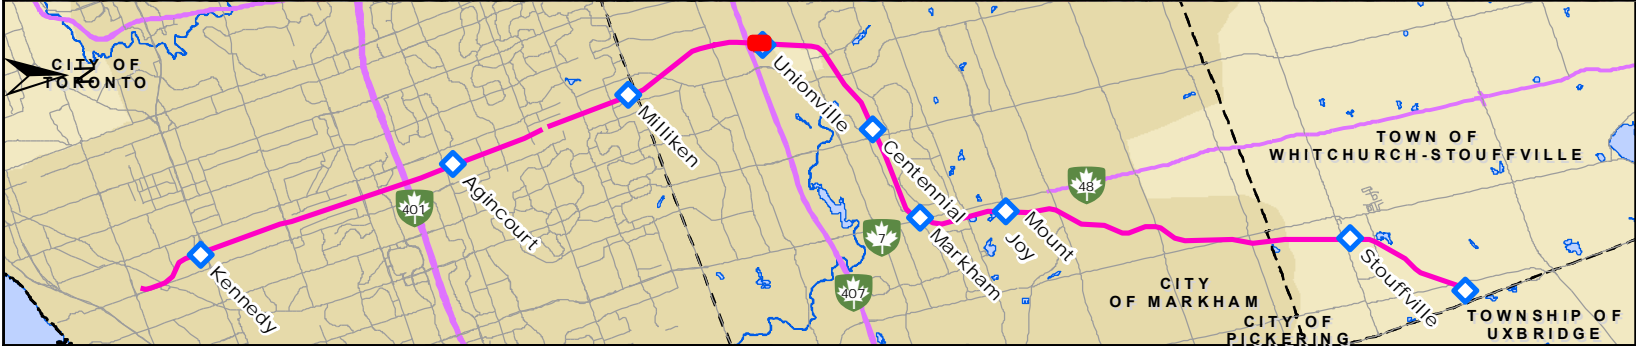 CITY OF
TORONTO
Kennedy
Agincourt
401
Milliken
Unionville
Centennial
7
407
Markham
Mount
Joy
48
TOWN OF
WHITCHURCH-STOUFFVILLE
CITY
OF MARKHAM
Stouffville
CITY OF
PICKERING
TOWNSHIP OF
UXBRIDGE